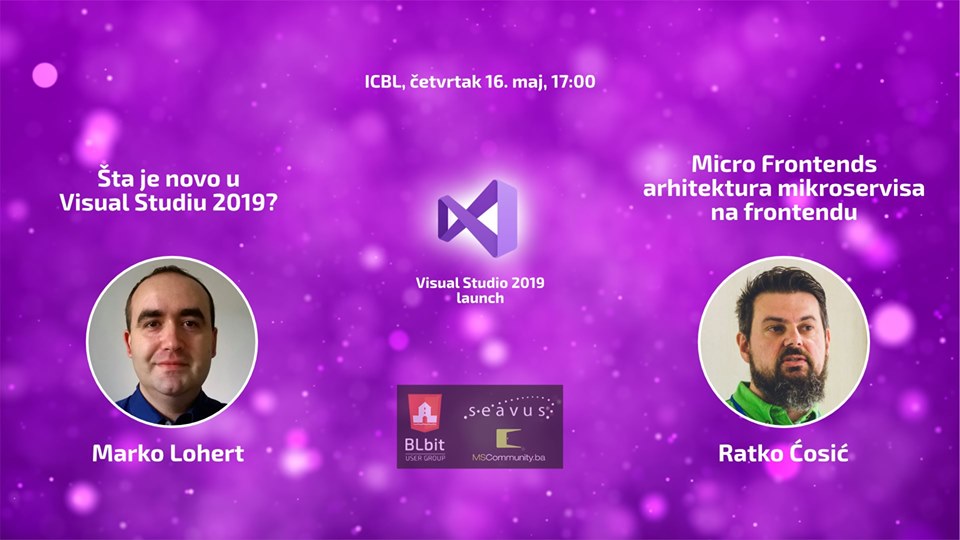 ICBL, četvrtak 16. maj, 17:00
Šta je novo u
Visual Studiu 2019?
Marko Lohert
Visual Studio 2019
launch
BLbit
USER GROUP
seavus
MSCommunity.ba
Micro Frontends
arhitektura mikroservisa
na frontendu
Ratko Ćosić